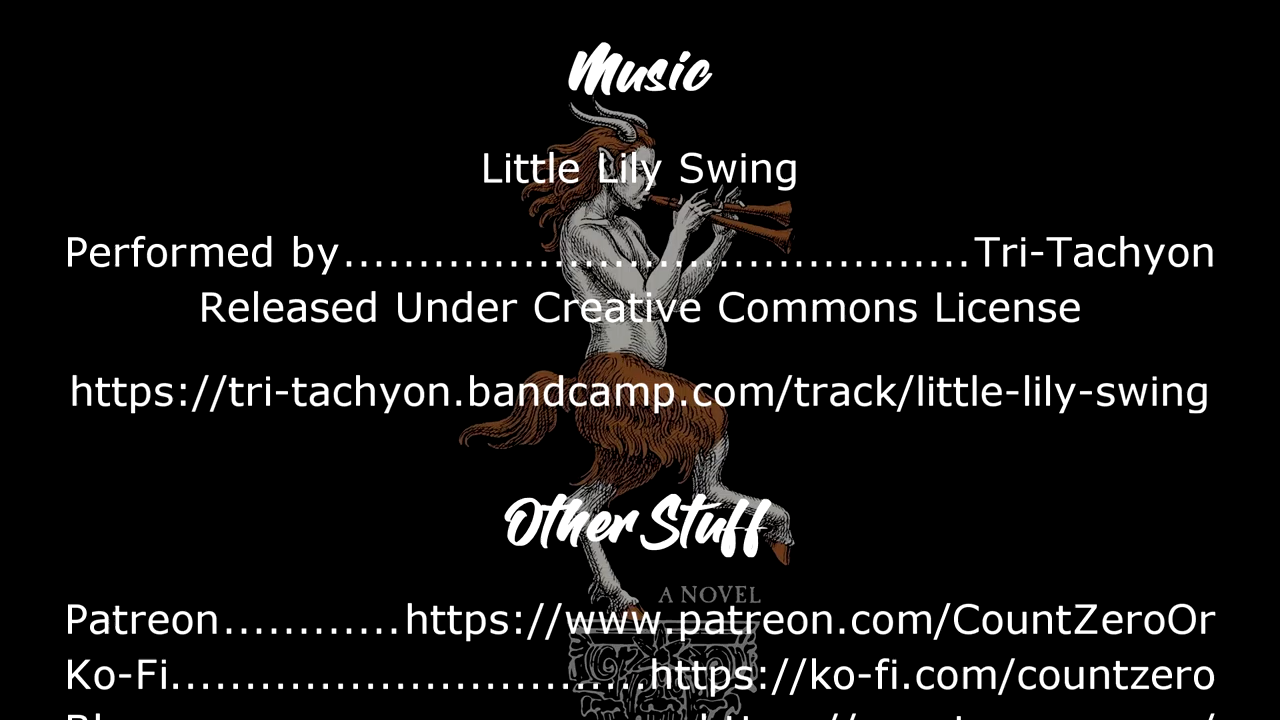 Music
Little Lily Swing
Performed by..........................................Tri-Tachyon
Released Under Creative Commons License
https://tri-tachyon.bandcamp.com/track/little-lily-swing
Other Stuff
A NOVEL
Patreon............https://www.patreon.com/CountZeroOr
Ko-Fi................................https://ko-fi.com/countzero